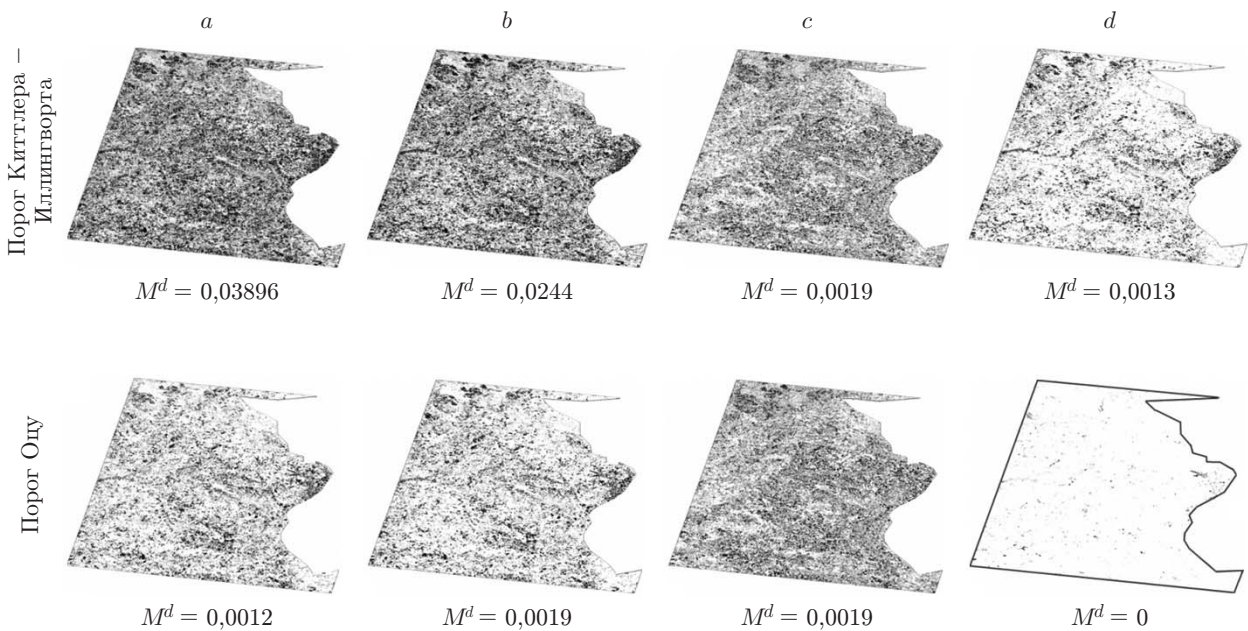 a b c d
Порог Киттлера –
Иллингворта
M^d = 0,03896 M^d = 0,0244 M^d = 0,0019 M^d = 0,0013
Порог Оцу
M^d = 0,0012 M^d = 0,0019 M^d = 0,0019 M^d = 0